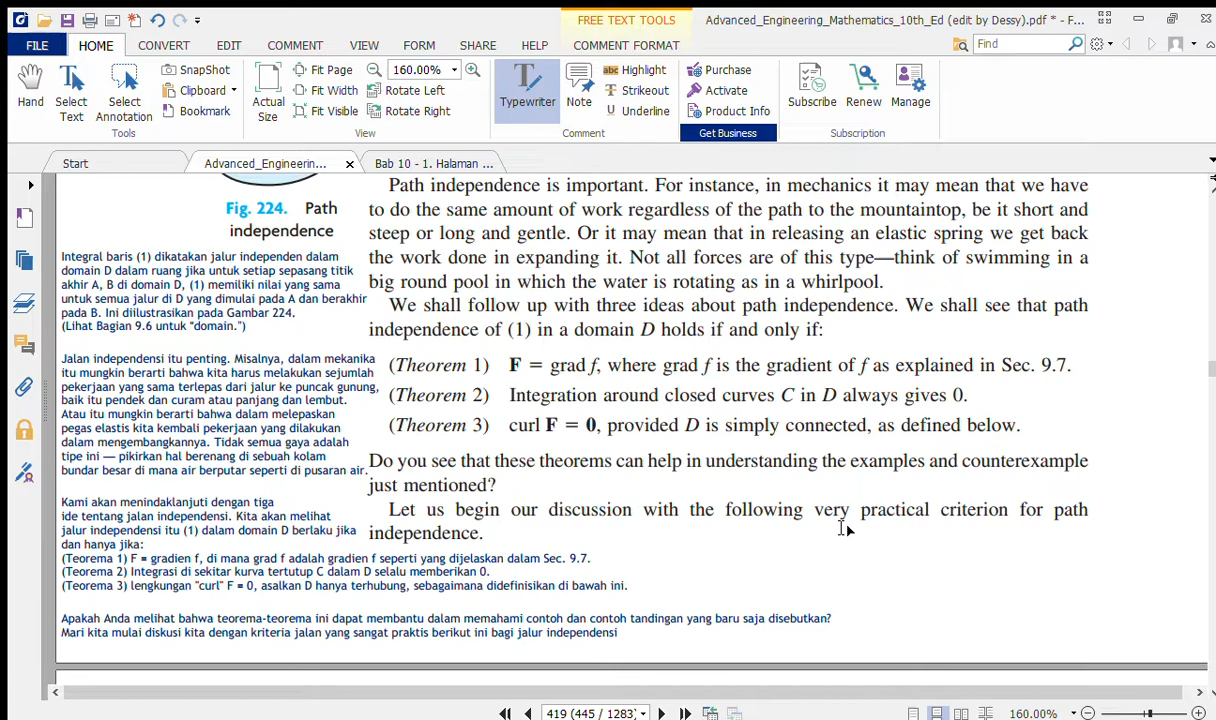 FREE TEXT TOOLS
Advanced_Engineering_Mathematics_10th_Ed (edit by Dessy).pdf * - F...
FILE HOME CONVERT EDIT COMMENT VIEW FORM SHARE HELP COMMENT FORMAT Find
Hand
Select Text
Select Annotation
SnapShot
Clipboard
Bookmark
Tools
Actual Size
Fit Page
Fit Width
Fit Visible
160.00%
Rotate Left
Rotate Right
View
Typewriter
Note
Highlight
Strikeout
Underline
Comment
Purchase
Activate
Product Info
Get Business
Subscribe
Renew
Manage
Subscription
Start Advanced_Engineerin... Bab 10 - 1. Halaman ...
Fig. 224. Path
independence
Integral baris (1) dikatakan jalur independen dalam
domain D dalam ruang jika untuk setiap sepasang titik
akhir A, B di domain D, (1) memiliki nilai yang sama
untuk semua jalur di D yang dimulai pada A dan berakhir
pada B. Ini diilustrasikan pada Gambar 224.
(Lihat Bagian 9.6 untuk "domain.")
Jalan independensi itu penting. Misalnya, dalam mekanika
itu mungkin berarti bahwa kita harus melakukan sejumlah
pekerjaan yang sama terlepas dari jalur ke puncak gunung,
baik itu pendek dan curam atau panjang dan lembut.
Atau itu mungkin berarti bahwa dalam melepaskan
pegas elastis kita kembali pekerjaan yang dilakukan
dalam mengembangkannya. Tidak semua gaya adalah
tipe ini — pikirkan hal berenang di sebuah kolam
bundar besar di mana air berputar seperti di pusaran air.
Kami akan menindaklanjuti dengan tiga
ide tentang jalan independensi. Kita akan melihat
jalur independensi itu (1) dalam domain D berlaku jika
dan hanya jika:
(Teorema 1) F = gradien f, di mana grad f adalah gradien f seperti yang dijelaskan dalam Sec. 9.7.
(Teorema 2) Integrasi di sekitar kurva tertutup C dalam D selalu memberikan 0.
(Teorema 3) lengkungan "curl" F = 0, asalkan D hanya terhubung, sebagaimana didefinisikan di bawah ini.
Apakah Anda melihat bahwa teorema-teorema ini dapat membantu dalam memahami contoh dan contoh tandingan yang baru saja disebutkan?
Mari kita mulai diskusi kita dengan kriteria jalan yang sangat praktis berikut ini bagi jalur independensi
Path independence is important. For instance, in mechanics it may mean that we have
to do the same amount of work regardless of the path to the mountaintop, be it short and
steep or long and gentle. Or it may mean that in releasing an elastic spring we get back
the work done in expanding it. Not all forces are of this type—think of swimming in a
big round pool in which the water is rotating as in a whirlpool.
We shall follow up with three ideas about path independence. We shall see that path
independence of (1) in a domain D holds if and only if:
(Theorem 1) F = grad f, where grad f is the gradient of f as explained in Sec. 9.7.
(Theorem 2) Integration around closed curves C in D always gives 0.
(Theorem 3) curl F = 0, provided D is simply connected, as defined below.
Do you see that these theorems can help in understanding the examples and counterexample
just mentioned?
Let us begin our discussion with the following very practical criterion for path
independence.
419 (445 / 1283)
160.00%